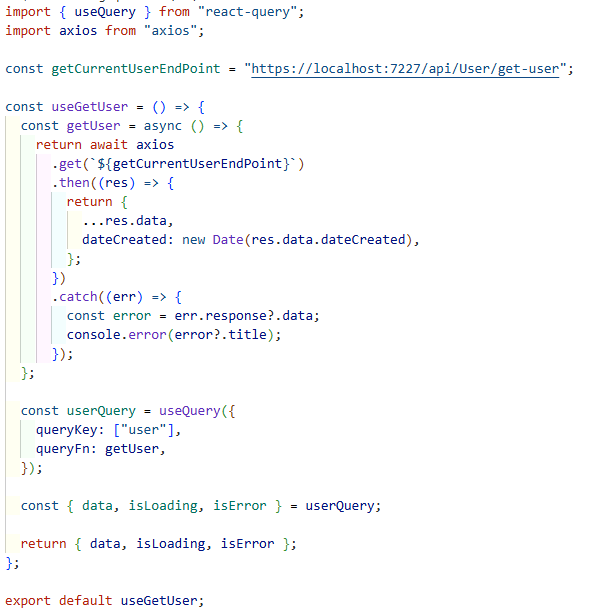 import { useQuery } from "react-query";
import axios from "axios";
const getCurrentUserEndPoint = "https://localhost:7227/api/User/get-user";
const useGetUser = () => {
const getUser = async () => {
return await axios
.get(`${getCurrentUserEndPoint}`)
.then((res) => {
return {
...res.data,
dateCreated: new Date(res.data.dateCreated),
};
})
.catch((err) => {
const error = err.response?.data;
console.error(error?.title);
});
};
const userQuery = useQuery({
queryKey: ["user"],
queryFn: getUser,
});
const { data, isLoading, isError } = userQuery;
return { data, isLoading, isError };
};
export default useGetUser;